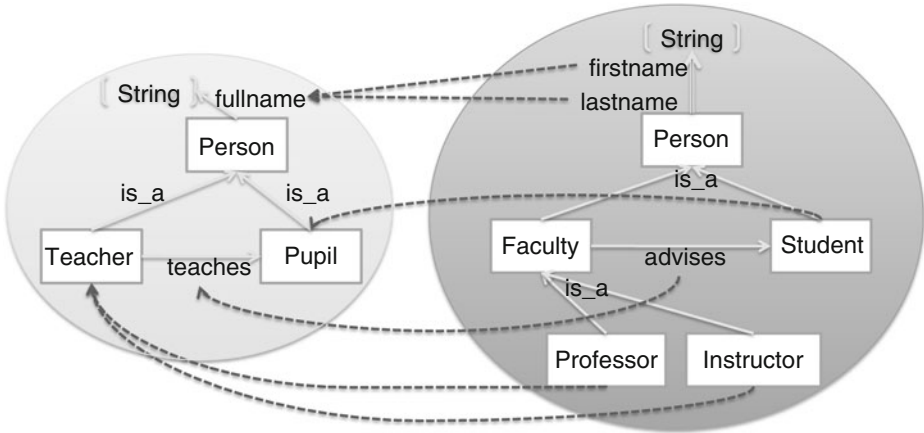 [ String ]
fullname
Person
is_a
is_a
Teacher
teaches
Pupil
[ String ]
firstname
lastname
Person
is_a
Faculty
advises
Student
is_a
Professor
Instructor